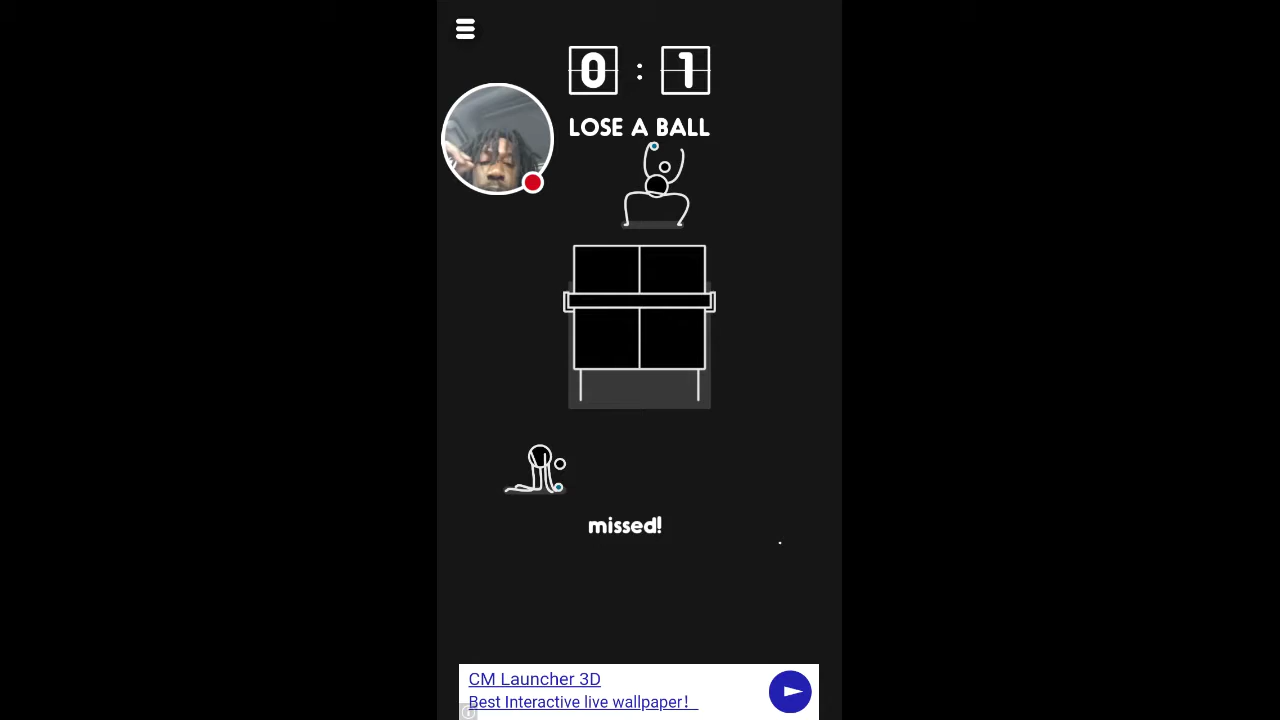 0 : 1
LOSE A BALL
missed!
CM Launcher 3D
Best Interactive live wallpaper!